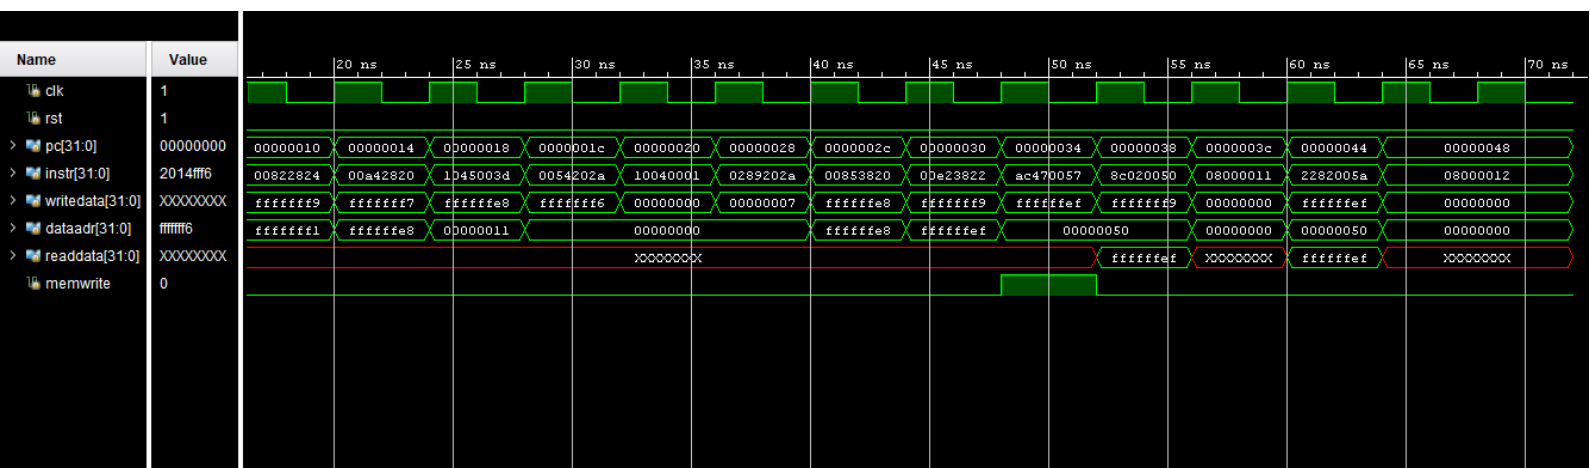 Name Value
20 ns 25 ns 30 ns 35 ns 40 ns 45 ns 50 ns 55 ns 60 ns 65 ns 70 ns
clk 1
rst 1
pc[31:0] 00000000 00000010 00000014 00000018 0000001c 00000020 00000028 0000002c 00000030 00000034 00000038 0000003c 00000044 00000048
instr[31:0] 2014fff6 00822824 00a42820 1045003d 0054202a 10040001 0289202a 00853820 00e23822 ac470057 8c020050 08000011 2282005a 08000012
writedata[31:0] XXXXXXXX fffffff9 fffffff7 ffffffe8 fffffff6 00000000 00000007 ffffffe8 fffffff9 ffffffef fffffff9 00000000 ffffffef 00000000
dataadr[31:0] fffffff6 fffffff1 ffffffe8 00000011 00000000 ffffffe8 ffffffef 00000050 00000000 00000050 00000000
readdata[31:0] XXXXXXXX XXXXXXXX ffffffef XXXXXXXX ffffffef XXXXXXXX
memwrite 0